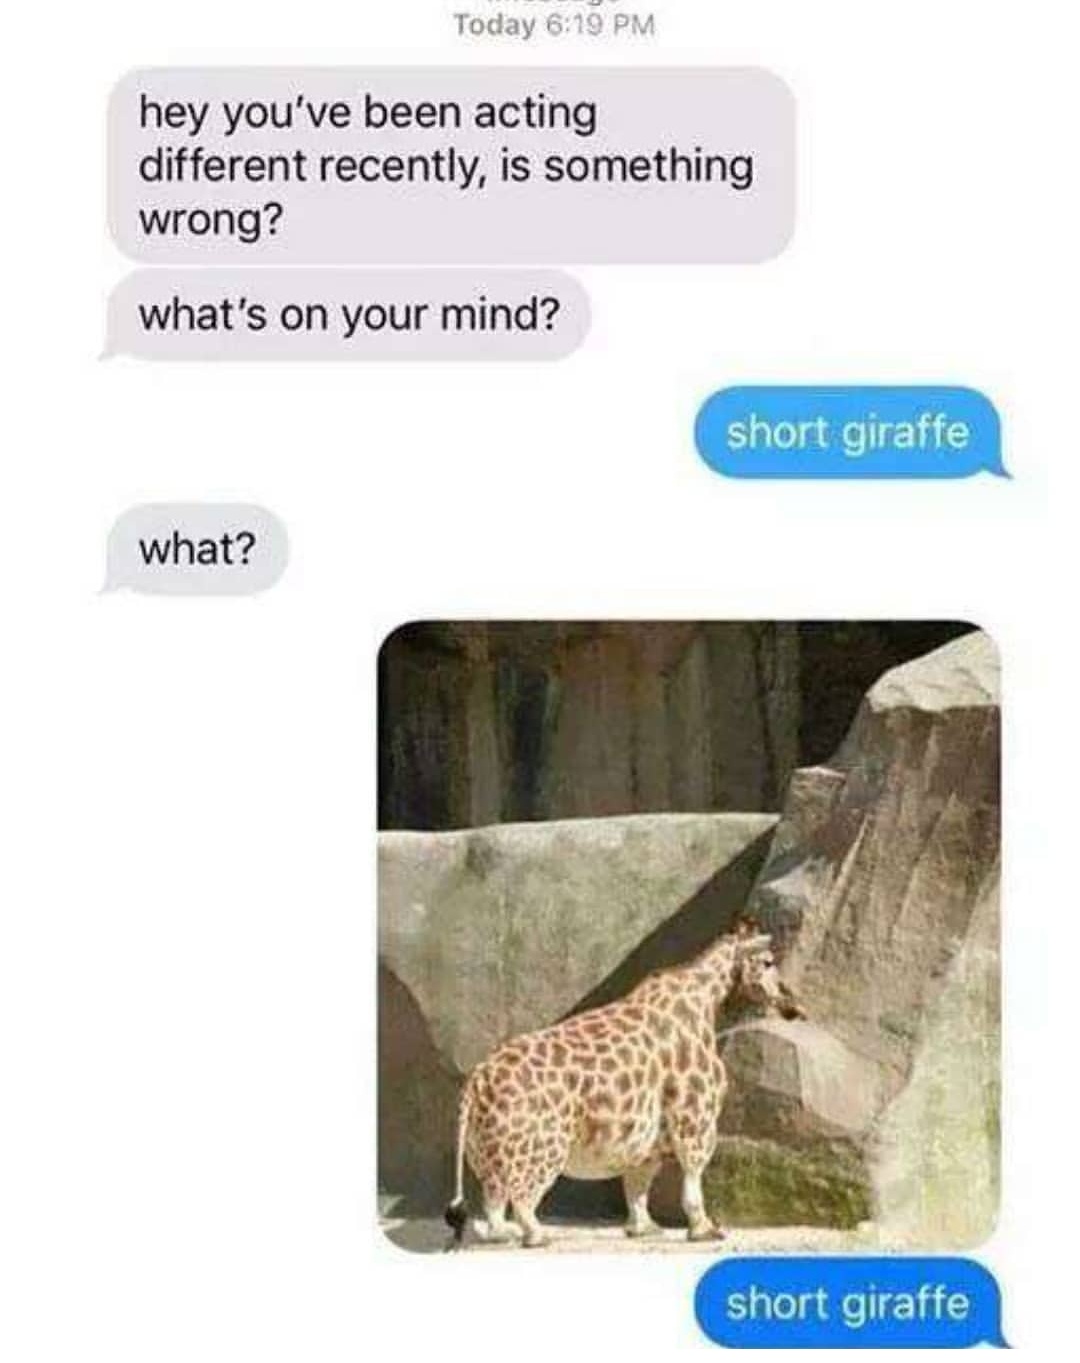 Today 6:19 PM
hey you've been acting
different recently, is something
wrong?
what's on your mind?
short giraffe
what?
short giraffe